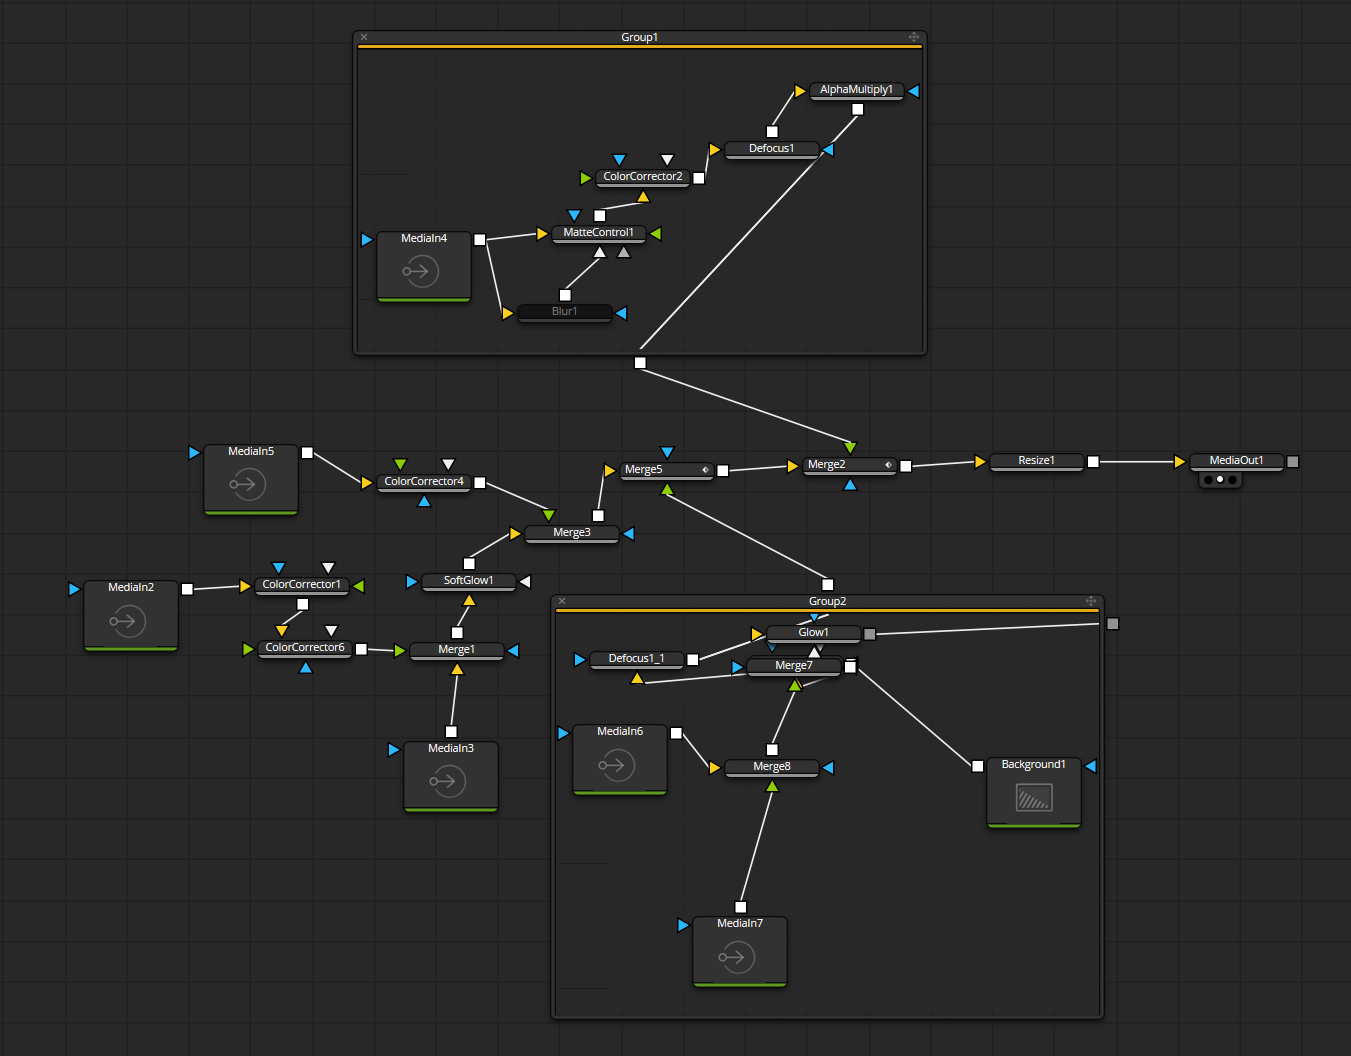 Group1
AlphaMultiply1
Defocus1
ColorCorrector2
MatteControl1
MediaIn4
Blur1
MediaIn5
ColorCorrector4
Merge5
Merge2
Resize1
MediaOut1
Merge3
SoftGlow1
MediaIn2
ColorCorrector1
ColorCorrector6
Merge1
MediaIn3
Group2
Glow1
Defocus1_1
Merge7
MediaIn6
Merge8
Background1
MediaIn7